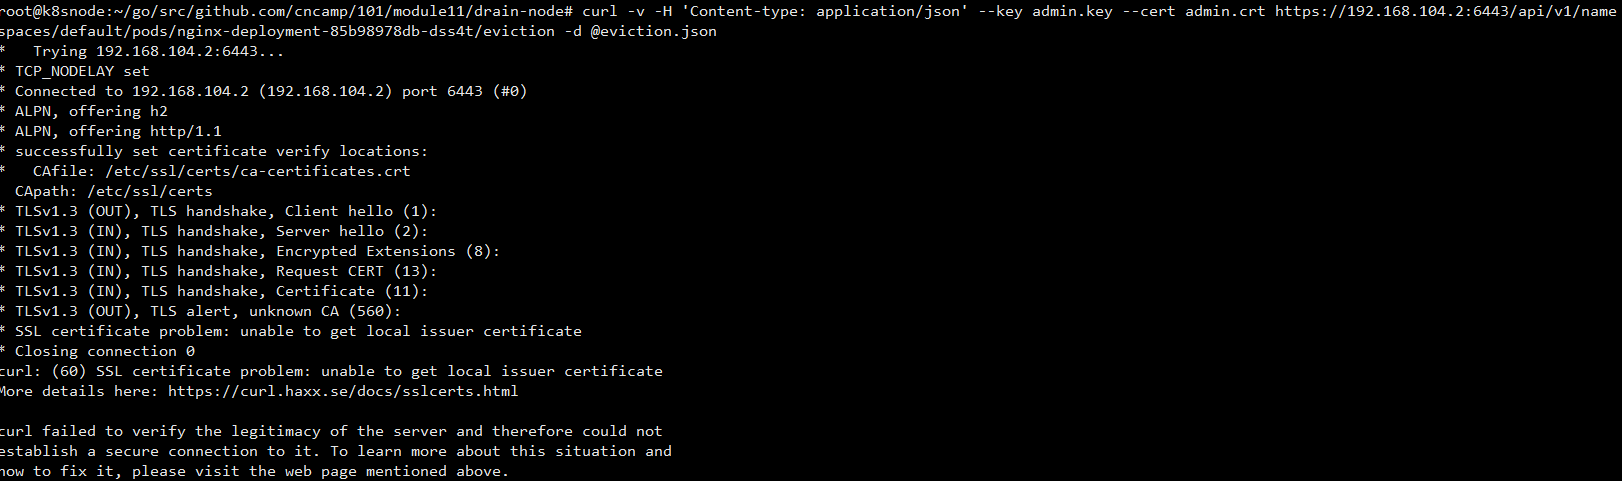 root@k8snode:~/go/src/github.com/cncamp/101/module11/drain-node# curl -v -H 'Content-type: application/json' --key admin.key --cert admin.crt https://192.168.104.2:6443/api/v1/name
spaces/default/pods/nginx-deployment-85b98978db-dss4t/eviction -d @eviction.json
*   Trying 192.168.104.2:6443...
* TCP_NODELAY set
* Connected to 192.168.104.2 (192.168.104.2) port 6443 (#0)
* ALPN, offering h2
* ALPN, offering http/1.1
* successfully set certificate verify locations:
*   CAfile: /etc/ssl/certs/ca-certificates.crt
  CApath: /etc/ssl/certs
* TLSv1.3 (OUT), TLS handshake, Client hello (1):
* TLSv1.3 (IN), TLS handshake, Server hello (2):
* TLSv1.3 (IN), TLS handshake, Encrypted Extensions (8):
* TLSv1.3 (IN), TLS handshake, Request CERT (13):
* TLSv1.3 (IN), TLS handshake, Certificate (11):
* TLSv1.3 (OUT), TLS alert, unknown CA (560):
* SSL certificate problem: unable to get local issuer certificate
* Closing connection 0
curl: (60) SSL certificate problem: unable to get local issuer certificate
More details here: https://curl.haxx.se/docs/sslcerts.html

curl failed to verify the legitimacy of the server and therefore could not
establish a secure connection to it. To learn more about this situation and
how to fix it, please visit the web page mentioned above.